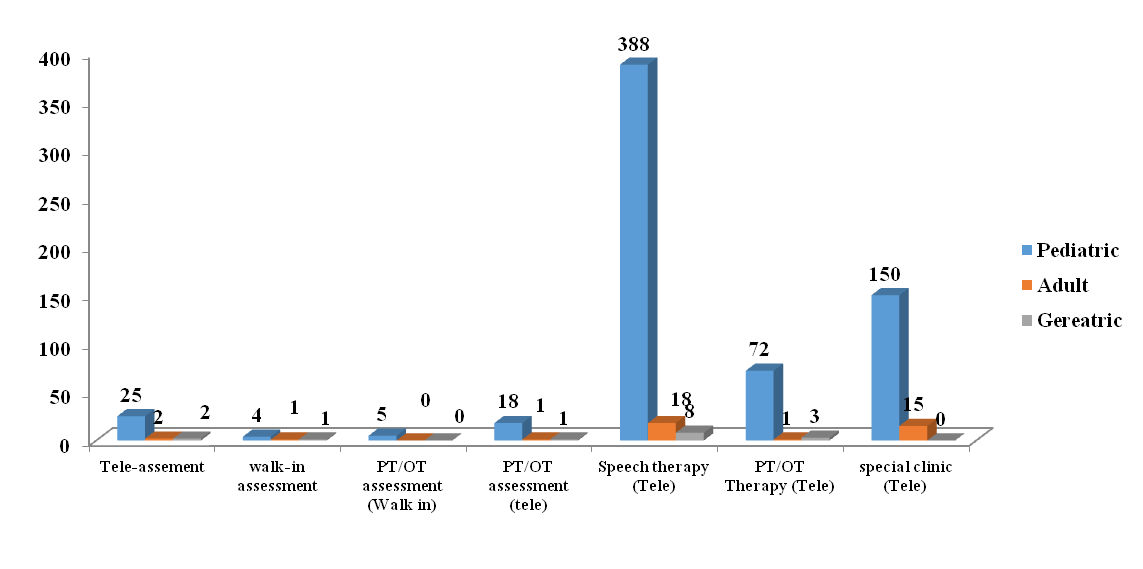 400
350
300
250
200
150
100
50
0
25
2
2
4
1
1
5
0
0
18
1
1
388
18
8
72
1
3
150
15
0
Tele-assement
walk-in
assessment
PT/OT
assessment
(Walk in)
PT/OT
assessment
(tele)
Speech therapy
(Tele)
PT/OT
Therapy (Tele)
special clinic
(Tele)
Pediatric
Adult
Gereatric